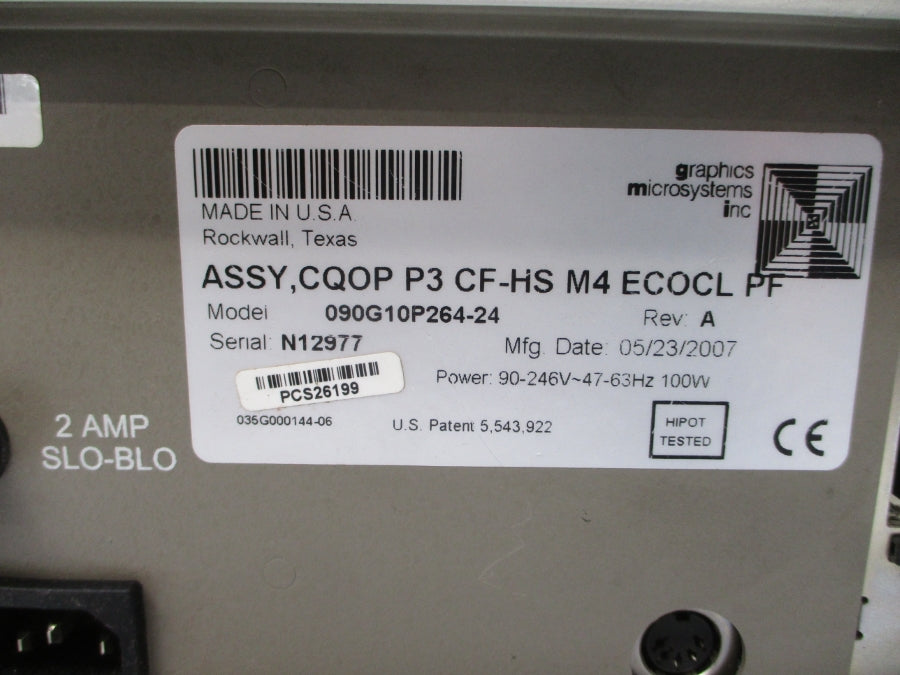 graphics
microsystems
inc
MADE IN U.S.A.
Rockwall, Texas
ASSY,CQOP P3 CF-HS M4 ECOCL PF
Model 090G10P264-24 Rev: A
Serial: N12977 Mfg. Date: 05/23/2007
Power: 90-246V~47-63Hz 100W
PCS26199
035G000144-06 U.S. Patent 5,543,922
HIPOT
TESTED
CE
2 AMP
SLO-BLO